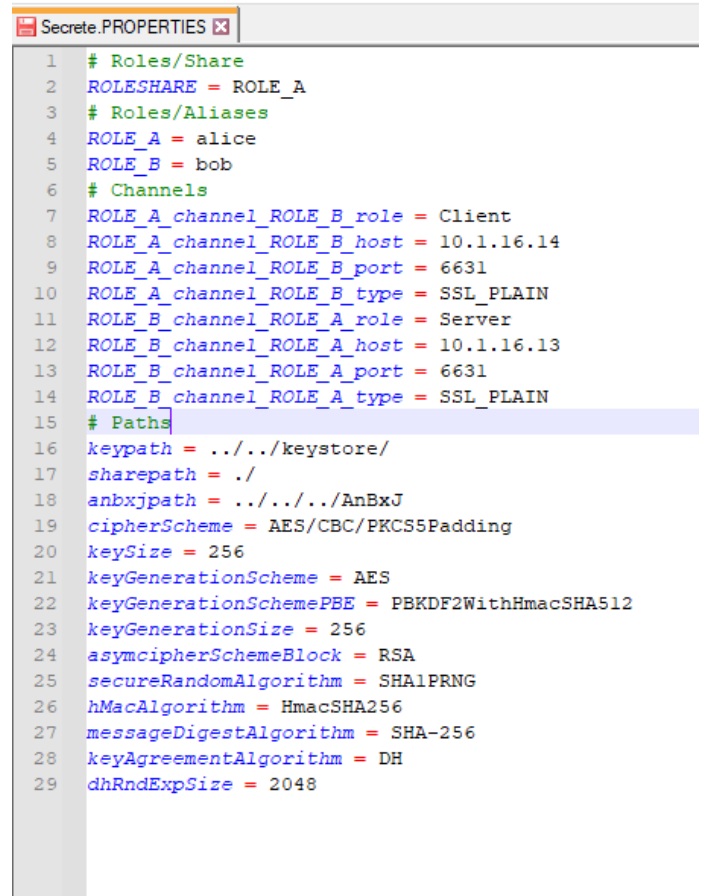 Secrete.PROPERTIES
1 # Roles/Share
2 ROLESHARE = ROLE_A
3 # Roles/Aliases
4 ROLE_A = alice
5 ROLE_B = bob
6 # Channels
7 ROLE_A_channel_ROLE_B_role = Client
8 ROLE_A_channel_ROLE_B_host = 10.1.16.14
9 ROLE_A_channel_ROLE_B_port = 6631
10 ROLE_A_channel_ROLE_B_type = SSL_PLAIN
11 ROLE_B_channel_ROLE_A_role = Server
12 ROLE_B_channel_ROLE_A_host = 10.1.16.13
13 ROLE_B_channel_ROLE_A_port = 6631
14 ROLE_B_channel_ROLE_A_type = SSL_PLAIN
15 # Paths
16 keypath = ../../keystore/
17 sharepath = ./
18 anbxjpath = ../../../AnBxJ
19 cipherScheme = AES/CBC/PKCS5Padding
20 keySize = 256
21 keyGenerationScheme = AES
22 keyGenerationSchemePBE = PBKDF2WithHmacSHA512
23 keyGenerationSize = 256
24 asymcipherSchemeBlock = RSA
25 secureRandomAlgorithm = SHA1PRNG
26 hMacAlgorithm = HmacSHA256
27 messageDigestAlgorithm = SHA-256
28 keyAgreementAlgorithm = DH
29 dhRndExpSize = 2048